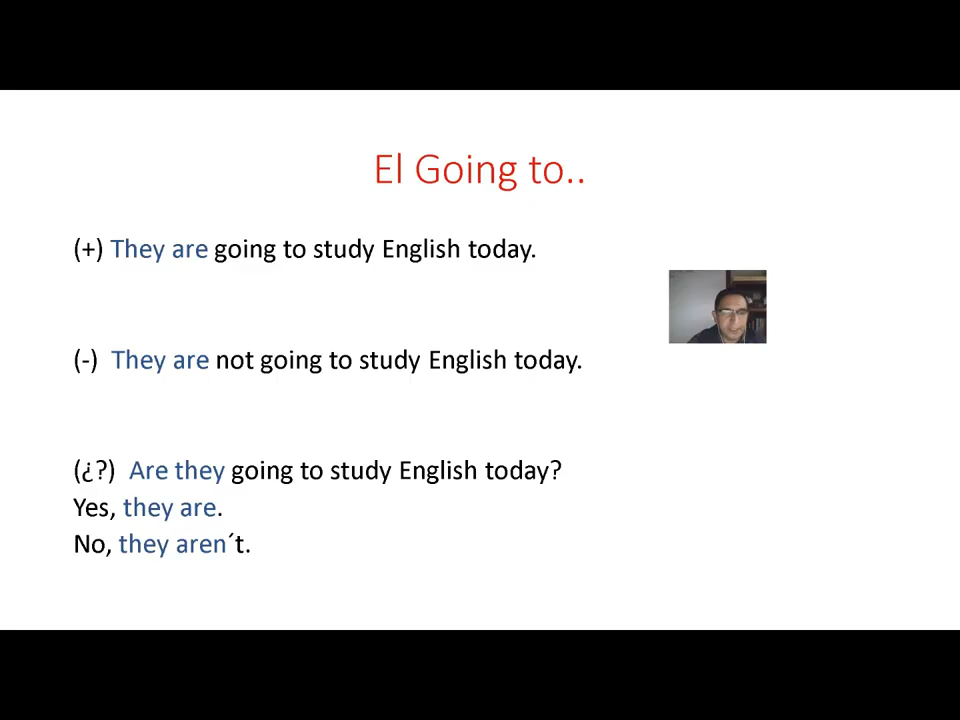 El Going to..
(+) They are going to study English today.
(-) They are not going to study English today.
(¿?) Are they going to study English today?
Yes, they are.
No, they aren´t.